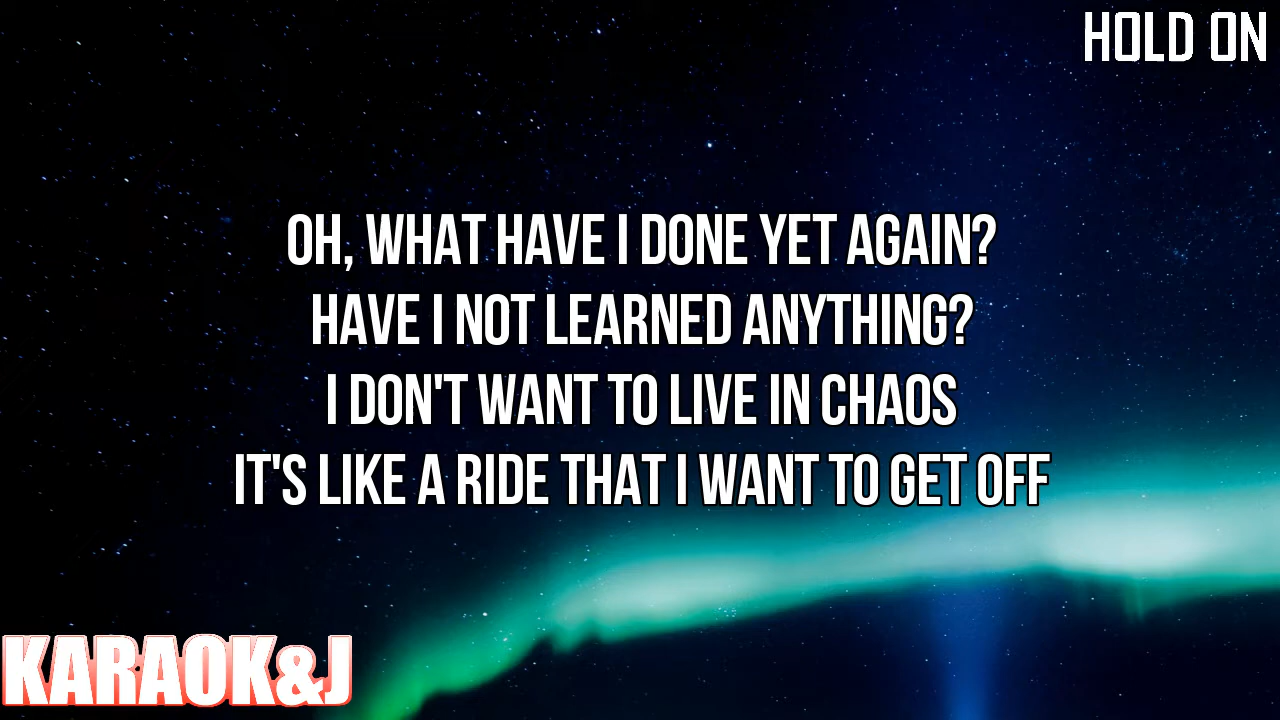 HOLD ON
OH, WHAT HAVE I DONE YET AGAIN?
HAVE I NOT LEARNED ANYTHING?
I DON'T WANT TO LIVE IN CHAOS
IT'S LIKE A RIDE THAT I WANT TO GET OFF
KARAOK&J